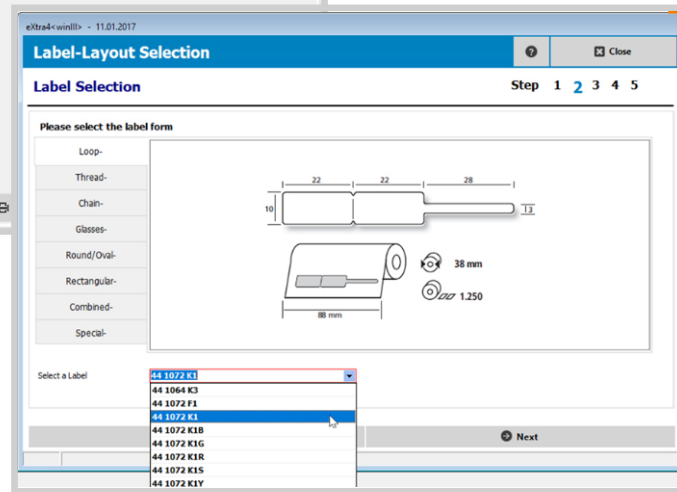 eXtra4<winIII> - 11.01.2017
Label-Layout Selection
? Close
Label Selection
Step 1 2 3 4 5
Please select the label form
Loop-
Thread-
Chain-
Glasses-
Round/Oval-
Rectangular-
Combined-
Special-
22 22 28
10
13
38 mm
1.250
88 mm
Select a Label
44 1072 K1
44 1064 K3
44 1072 F1
44 1072 K1
44 1072 K1B
44 1072 K1G
44 1072 K1R
44 1072 K1S
44 1072 K1Y
Next